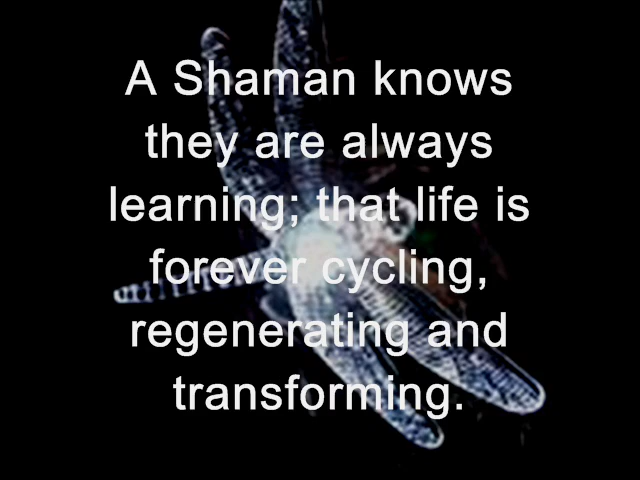 A Shaman knows
they are always
learning; that life is
forever cycling,
regenerating and
transforming.